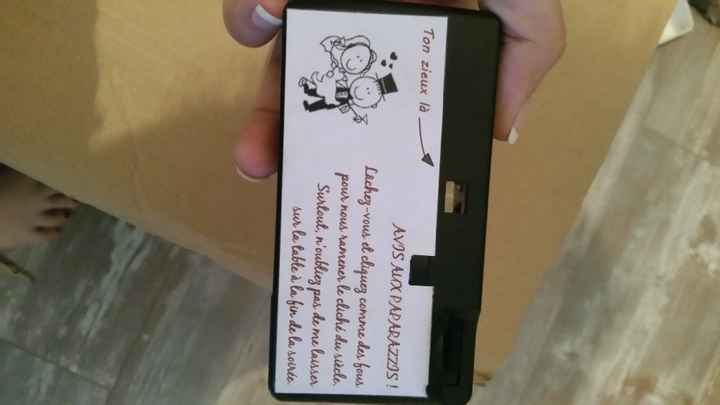 Ton zieux là
AVIS AUX PAPARAZZIS !
Lachez-vous et cliquez comme des fous
pour nous ramener le cliché du siècle.
Surtout, n'oubliez pas de me laisser
sur la table à la fin de la soirée.